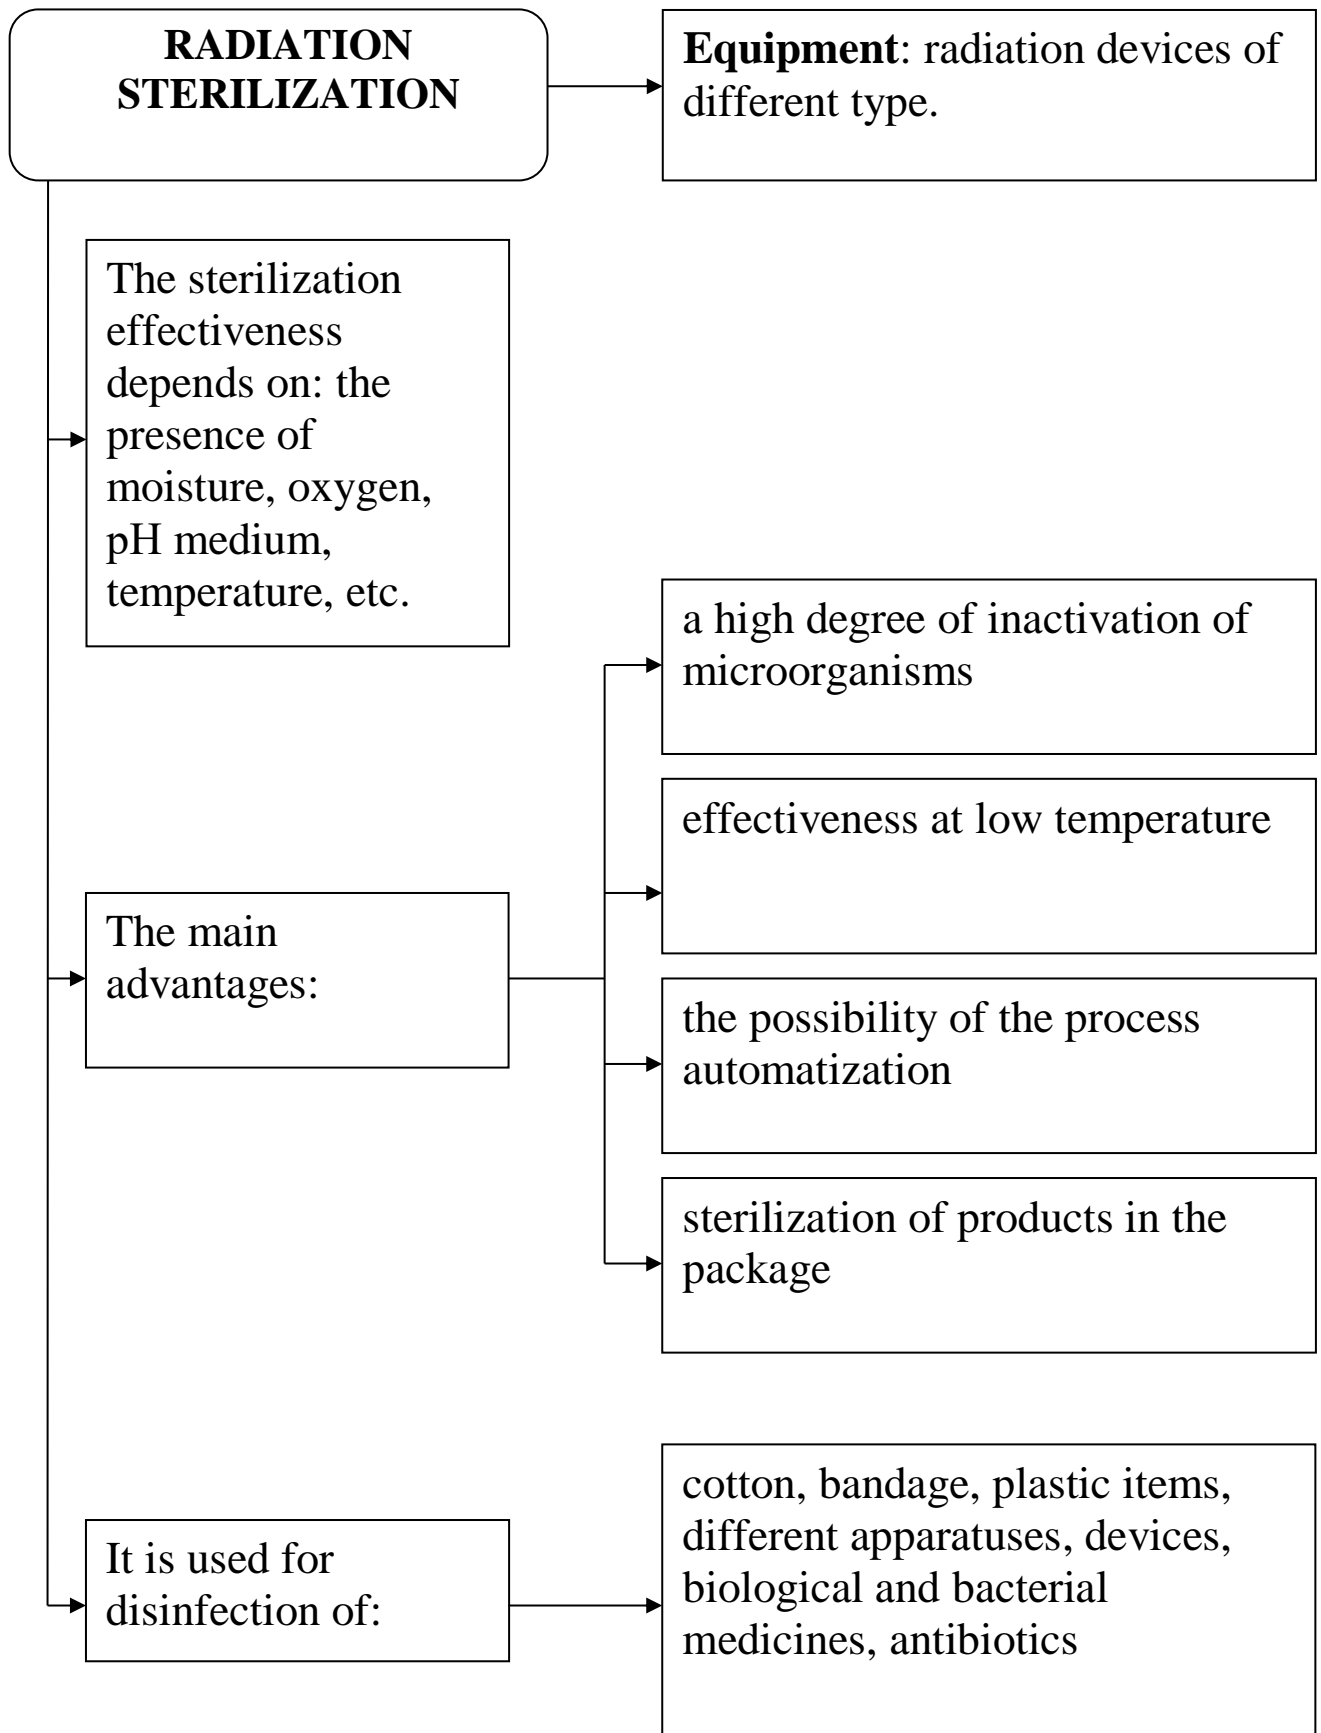 RADIATION
STERILIZATION
Equipment: radiation devices of
different type.
The sterilization
effectiveness
depends on: the
presence of
moisture, oxygen,
pH medium,
temperature, etc.
The main
advantages:
a high degree of inactivation of
microorganisms
effectiveness at low temperature
the possibility of the process
automatization
sterilization of products in the
package
It is used for
disinfection of:
cotton, bandage, plastic items,
different apparatuses, devices,
biological and bacterial
medicines, antibiotics